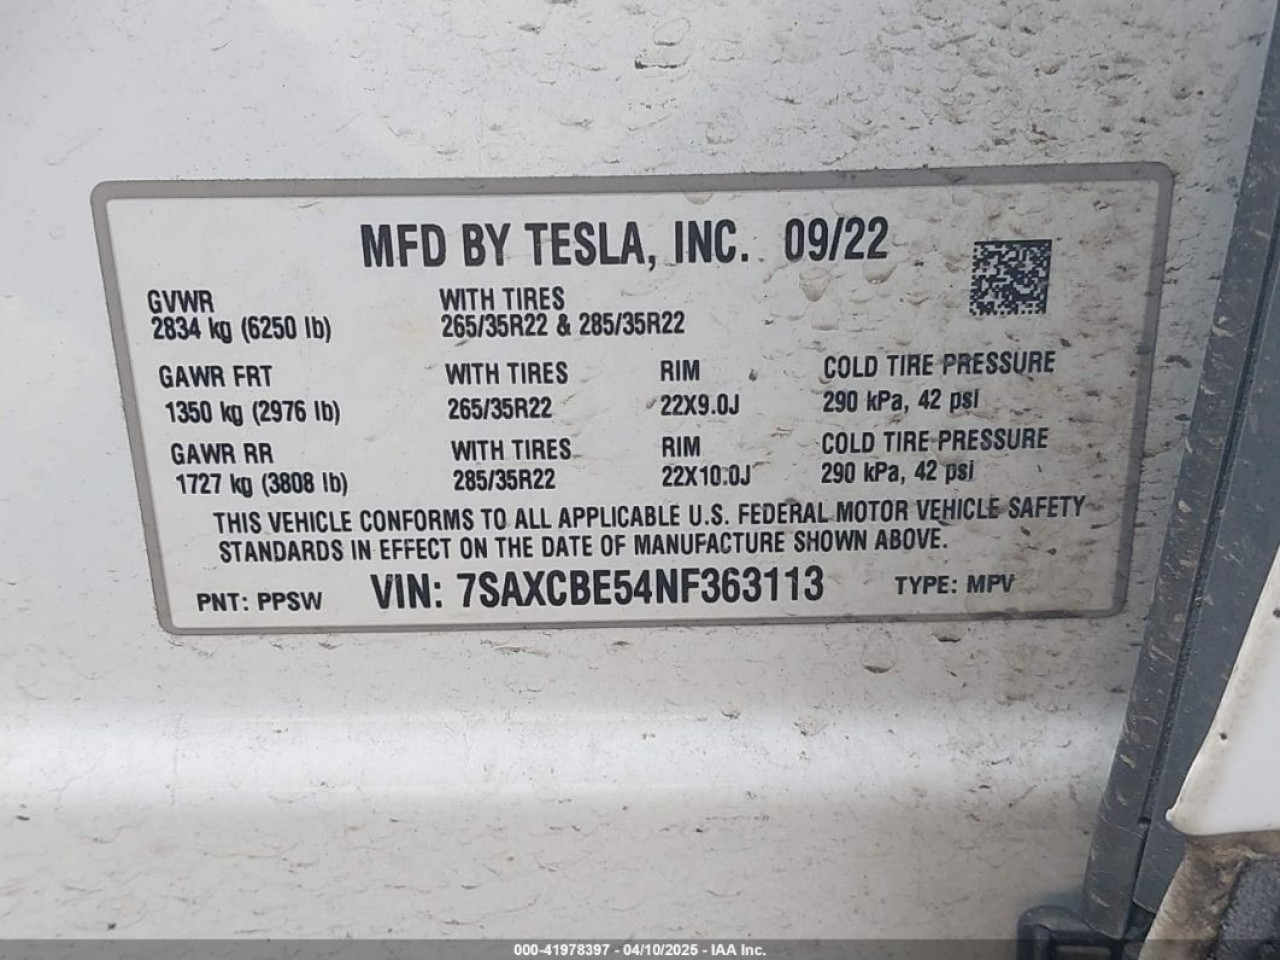 MFD BY TESLA, INC. 09/22
GVWR WITH TIRES
2834 kg (6250 lb) 265/35R22 & 285/35R22
GAWR FRT WITH TIRES RIM COLD TIRE PRESSURE
1350 kg (2976 lb) 265/35R22 22X9.0J 290 kPa, 42 psi
GAWR RR WITH TIRES RIM COLD TIRE PRESSURE
1727 kg (3808 lb) 285/35R22 22X10.0J 290 kPa, 42 psi
THIS VEHICLE CONFORMS TO ALL APPLICABLE U.S. FEDERAL MOTOR VEHICLE SAFETY
STANDARDS IN EFFECT ON THE DATE OF MANUFACTURE SHOWN ABOVE.
PNT: PPSW VIN: 7SAXCBE54NF363113 TYPE: MPV
000-41978397 - 04/10/2025 - IAA Inc.